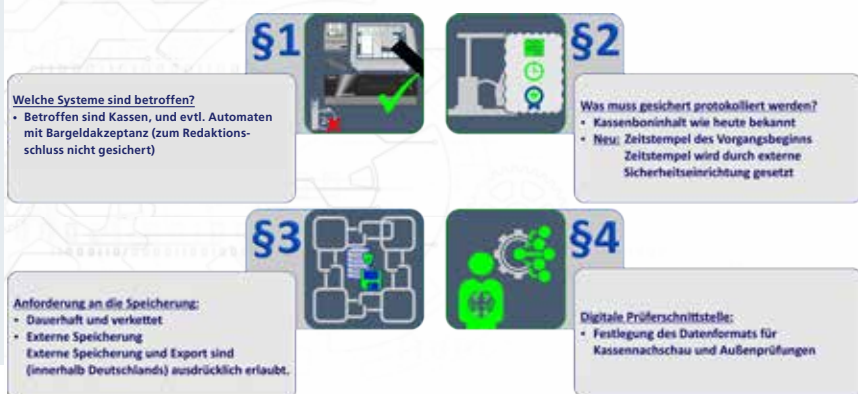 §1
Welche Systeme sind betroffen?
• Betroffen sind Kassen, und evtl. Automaten
mit Bargeldakzeptanz (zum Redaktions-
schluss nicht gesichert)
§2
Was muss gesichert protokolliert werden?
• Kassenboninhalt wie heute bekannt
• Neu: Zeitstempel des Vorgangsbeginns
Zeitstempel wird durch externe
Sicherheitseinrichtung gesetzt
§3
Anforderung an die Speicherung:
• Dauerhaft und verkettet
• Externe Speicherung
Externe Speicherung und Export sind
(innerhalb Deutschlands) ausdrücklich erlaubt.
§4
Digitale Prüferschnittstelle:
• Festlegung des Datenformats für
Kassennachschau und Außenprüfungen